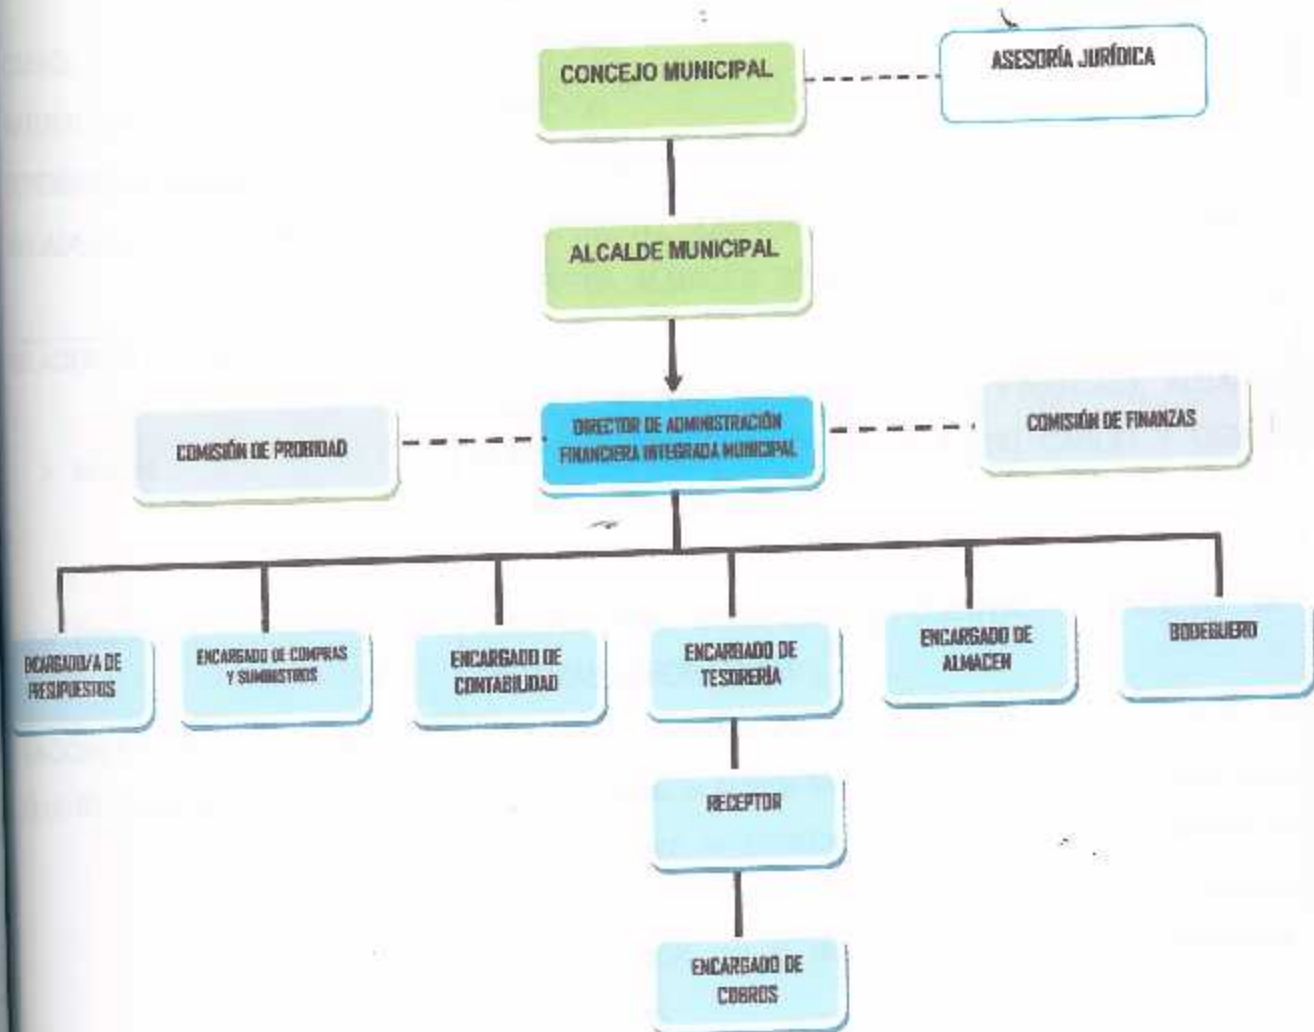 CONCEJO MUNICIPAL
ASESORÍA JURÍDICA
ALCALDE MUNICIPAL
COMISIÓN DE PROBIDAD
DIRECTOR DE ADMINISTRACIÓN
FINANCIERA INTEGRADA MUNICIPAL
COMISIÓN DE FINANZAS
NCARGADO/A DE
PRESUPUESTOS
ENCARGADO DE COMPRAS
Y SUMINISTROS
ENCARGADO DE
CONTABILIDAD
ENCARGADO DE
TESORERÍA
ENCARGADO DE
ALMACEN
BODEGUERO
RECEPTOR
ENCARGADO DE
COBROS